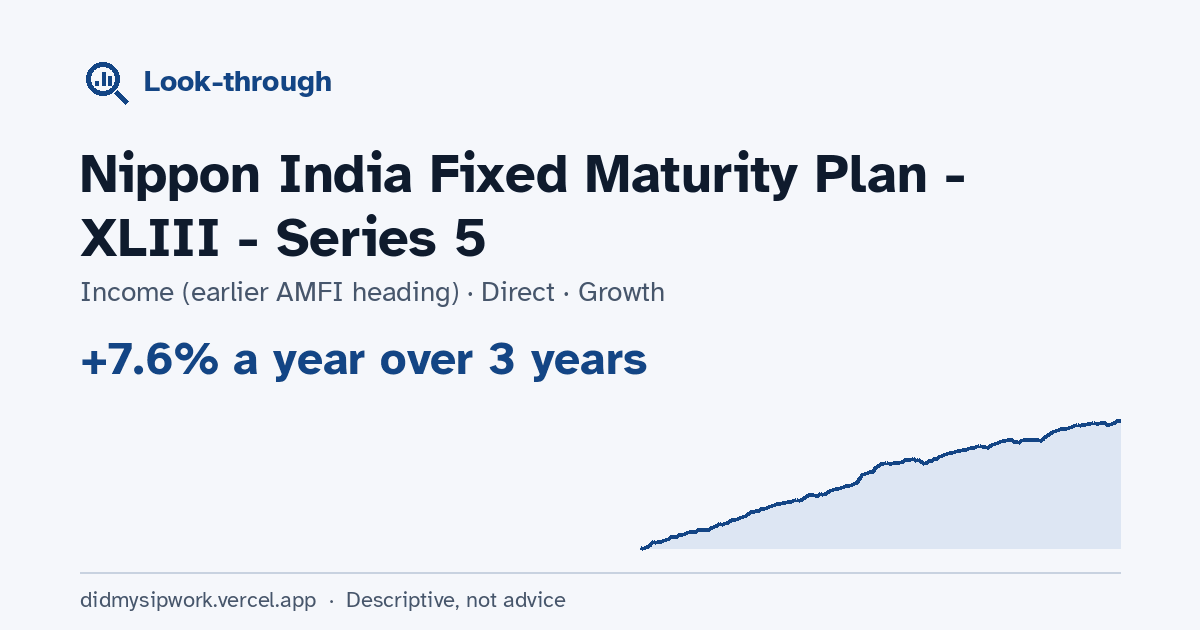 Look-through
Nippon India Fixed Maturity Plan -
XLIII - Series 5
Income (earlier AMFI heading) · Direct · Growth
+7.6% a year over 3 years
didmysipwork.vercel.app · Descriptive, not advice